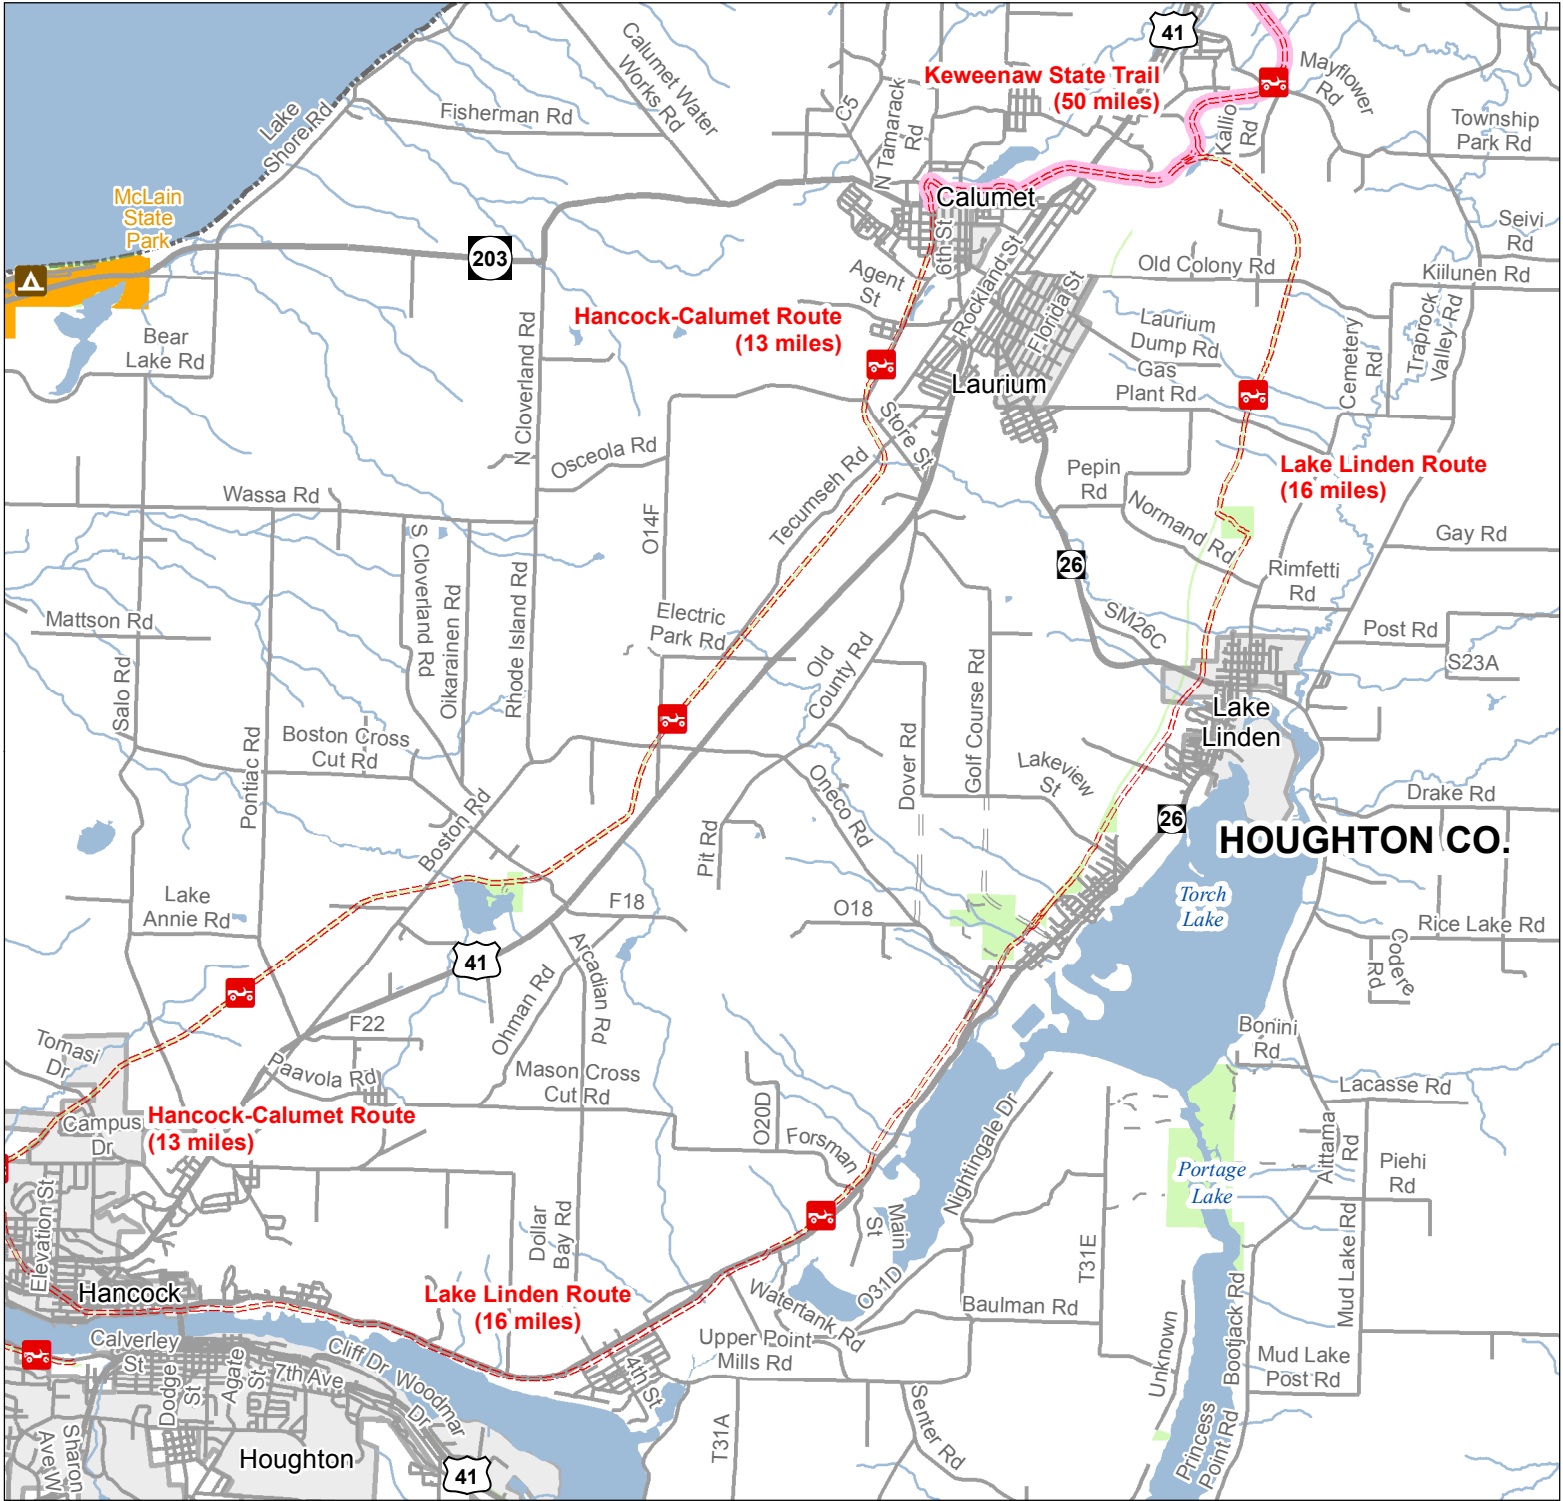 41
Keweenaw State Trail
(50 miles)
Mayflower
Rd
Calumet Water
Works Rd
C5
N Tamarack
Rd
Kallio
Rd
Township
Park Rd
Lake
Shore Rd
Fisherman Rd
McLain
State
Park
Calumet
Seivi
Rd
203
6th St
Agent
St
Rockland St
Florida St
Old Colony Rd
Kiilunen Rd
Hancock-Calumet Route
(13 miles)
Bear
Lake Rd
N Cloverland Rd
Laurium
Dump Rd
Gas
Plant Rd
Cemetery
Rd
Traprock
Valley Rd
Laurium
Store St
Osceola Rd
Tecumseh Rd
Pepin
Rd
Lake Linden Route
(16 miles)
Wassa Rd
O14F
Normand Rd
Gay Rd
S Cloverland Rd
Oikarainen Rd
Rhode Island Rd
26
Rimfetti
Rd
Mattson Rd
Electric
Park Rd
SM26C
Post Rd
S23A
Old
County Rd
Golf Course Rd
Salo Rd
Lake
Linden
Pontiac Rd
Boston Cross
Cut Rd
Dover Rd
Lakeview
St
Oneco Rd
Boston Rd
Pit Rd
26
Drake Rd
HOUGHTON CO.
Lake
Annie Rd
F18
O18
Torch
Lake
Rice Lake Rd
Codere
Rd
41
Arcadian Rd
Ohman Rd
F22
Bonini
Rd
Tomasi
Dr
Paavola Rd
Mason Cross
Cut Rd
Lacasse Rd
Hancock-Calumet Route
(13 miles)
Campus
Dr
O20D
Forsman
St
Nightingale Dr
Aittama
Rd
Portage
Lake
Piehi
Rd
Elevation St
Dollar
Bay Rd
Main
T31E
Mud Lake Rd
Hancock
Lake Linden Route
(16 miles)
Watertank Rd
O31D
Baulman Rd
Bootjack Rd
Calverley
St
Cliff Dr
Upper Point
Mills Rd
Unknown
Mud Lake
Post Rd
Dodge
St
Agate
St
7th Ave
Woodmar
Dr
4th St
Sharon
Ave W
Houghton
41
T31A
Senter Rd
Princess
Point Rd